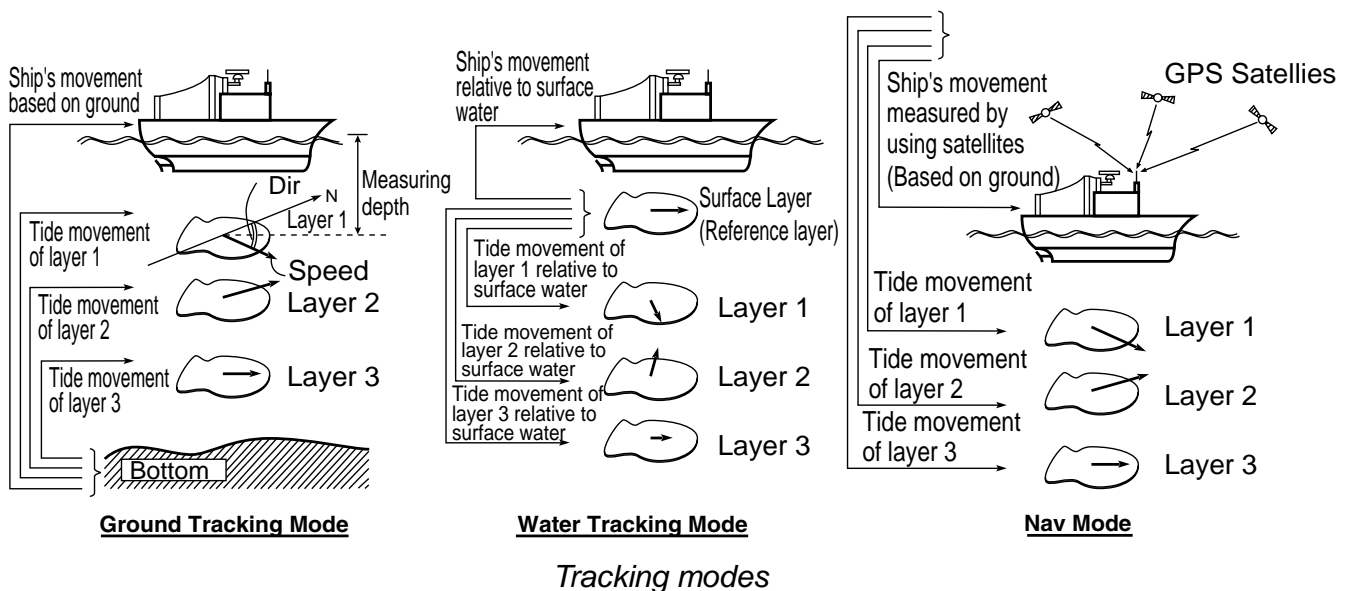 Ship's movement
based on ground
Dir
N
Layer 1
Measuring
depth
Tide movement
of layer 1
Speed
Tide movement
of layer 2
Layer 2
Tide movement
of layer 3
Layer 3
Bottom
Ground Tracking Mode
Ship's movement
relative to surface
water
Surface Layer
(Reference layer)
Tide movement of
layer 1 relative to
surface water
Layer 1
Tide movement of
layer 2 relative to
surface water
Layer 2
Tide movement of
layer 3 relative to
surface water
Layer 3
Water Tracking Mode
GPS Satellies
Ship's movement
measured by
using satellites
(Based on ground)
Tide movement
of layer 1
Layer 1
Tide movement
of layer 2
Layer 2
Tide movement
of layer 3
Layer 3
Nav Mode
Tracking modes